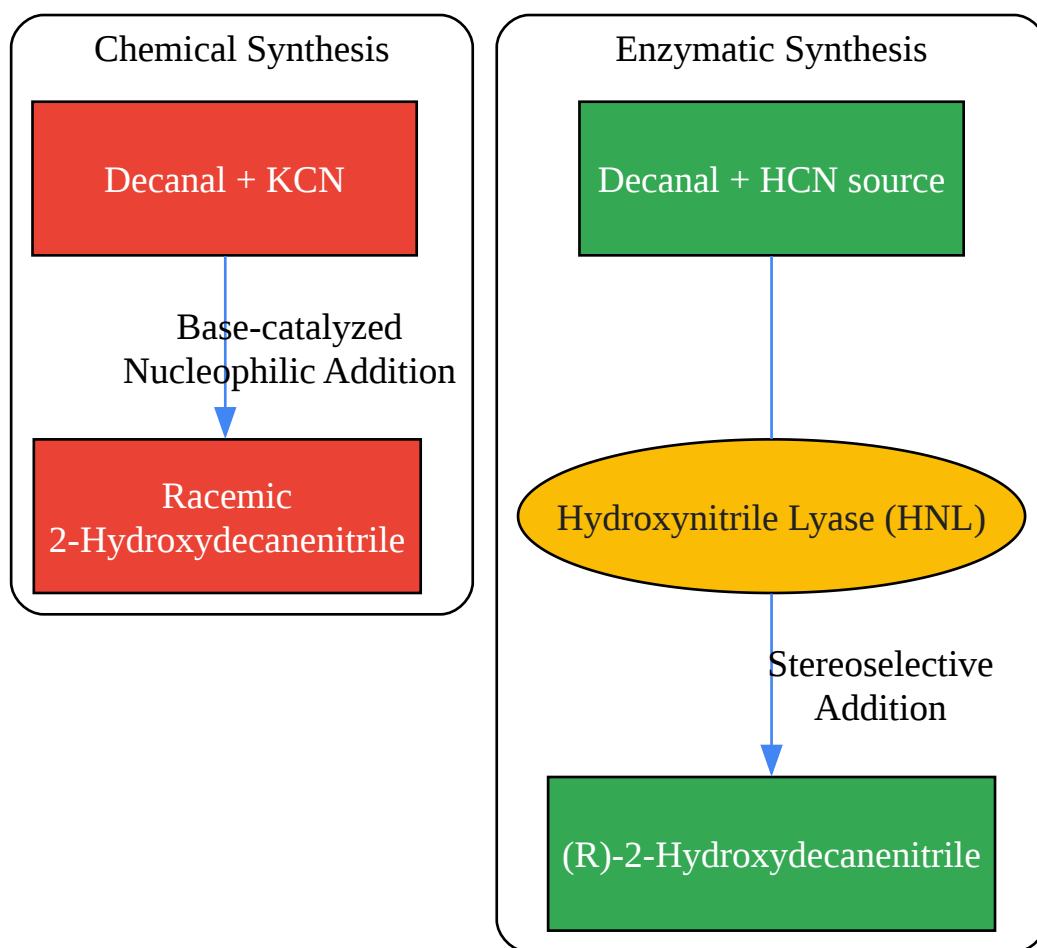 Chemical Synthesis
Decanal + KCN
Base-catalyzed
Nucleophilic Addition
Racemic
2-Hydroxydecanenitrile
Enzymatic Synthesis
Decanal + HCN source
Hydroxynitrile Lyase (HNL)
Stereoselective
Addition
(R)-2-Hydroxydecanenitrile